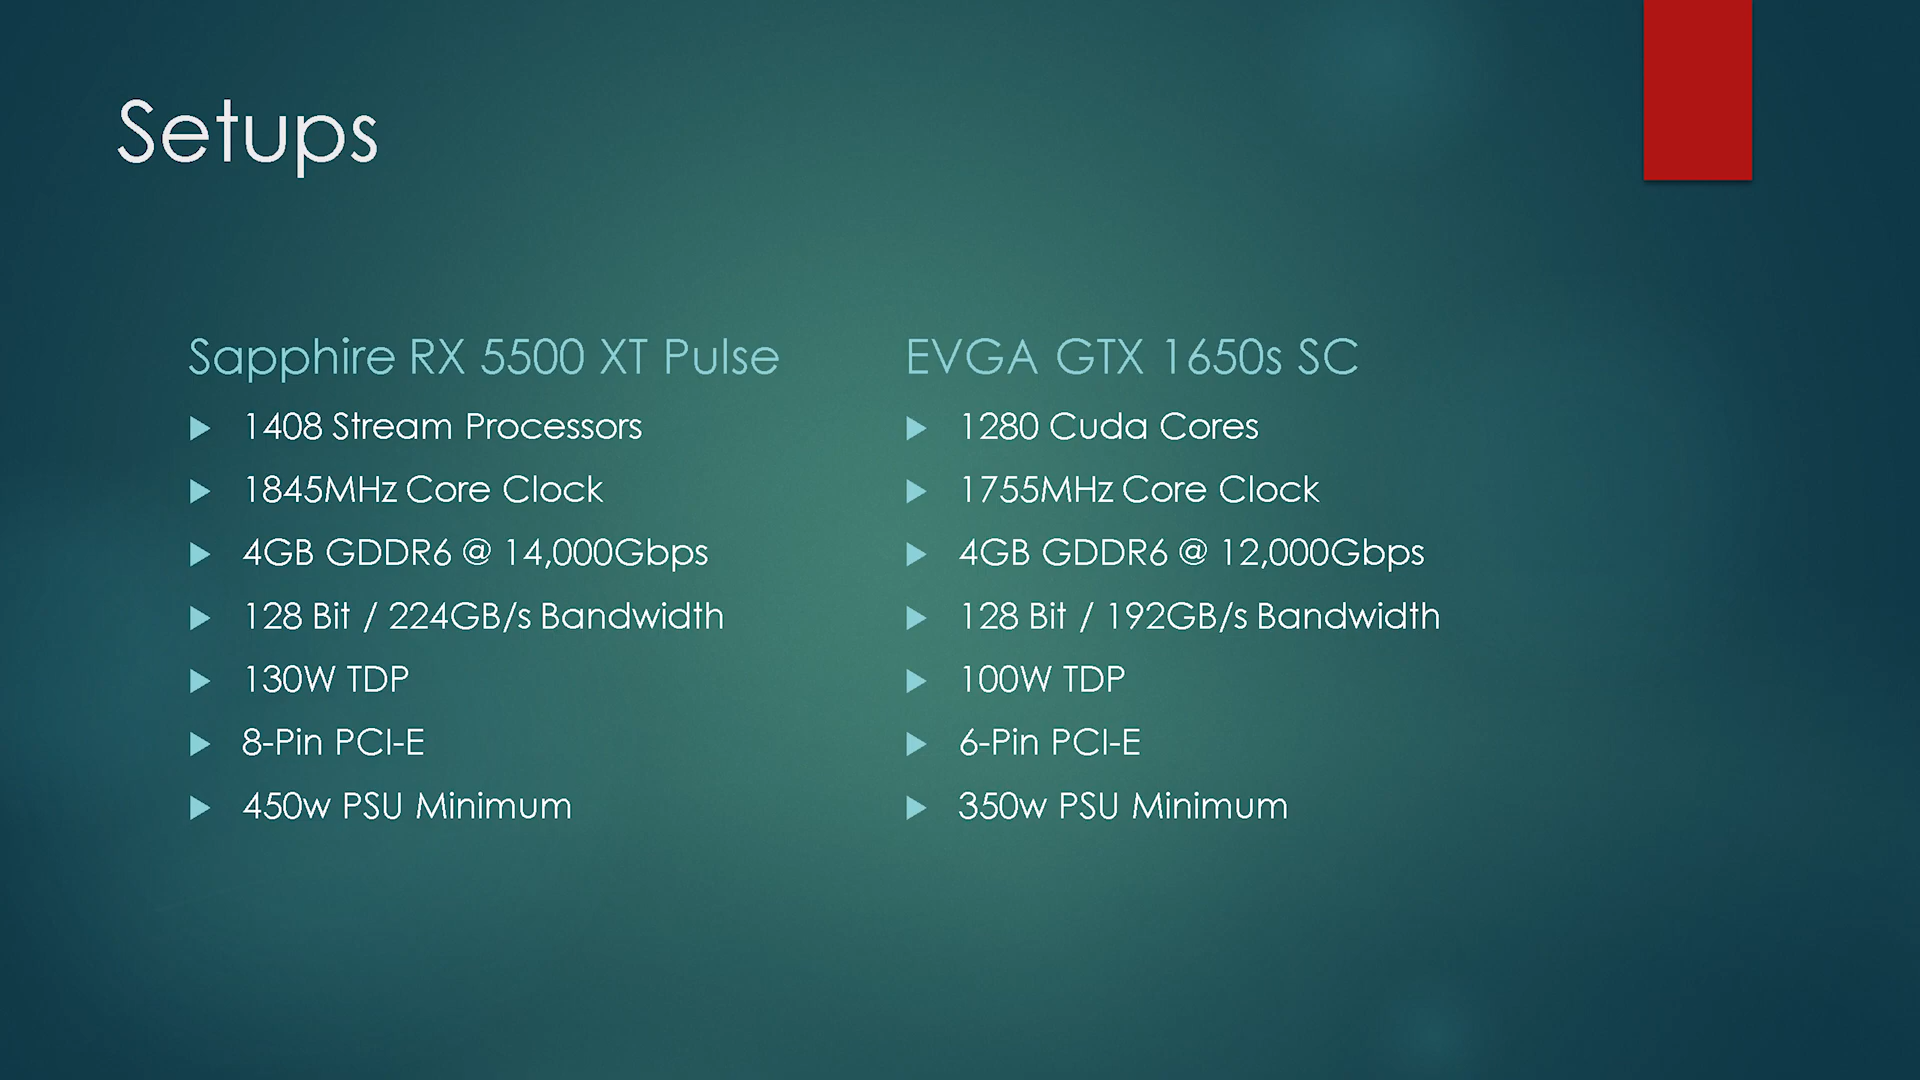 Setups
Sapphire RX 5500 XT Pulse
1408 Stream Processors
1845MHz Core Clock
4GB GDDR6 @ 14,000Gbps
128 Bit / 224GB/s Bandwidth
130W TDP
8-Pin PCI-E
450w PSU Minimum
EVGA GTX 1650s SC
1280 Cuda Cores
1755MHz Core Clock
4GB GDDR6 @ 12,000Gbps
128 Bit / 192GB/s Bandwidth
100W TDP
6-Pin PCI-E
350w PSU Minimum